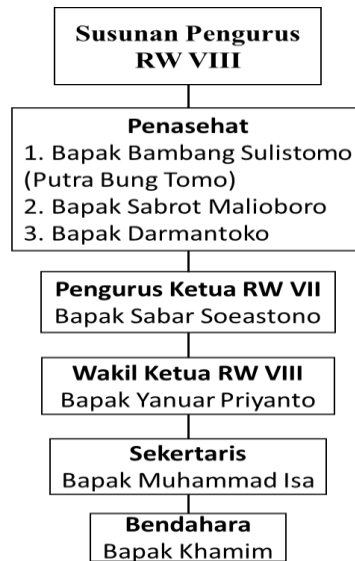 Susunan Pengurus
RW VIII
Penasehat
1. Bapak Bambang Sulistomo
(Putra Bung Tomo)
2. Bapak Sabrot Malioboro
3. Bapak Darmantoko
Pengurus Ketua RW VII
Bapak Sabar Soeastono
Wakil Ketua RW VIII
Bapak Yanuar Priyanto
Sekertaris
Bapak Muhammad Isa
Bendahara
Bapak Khamim